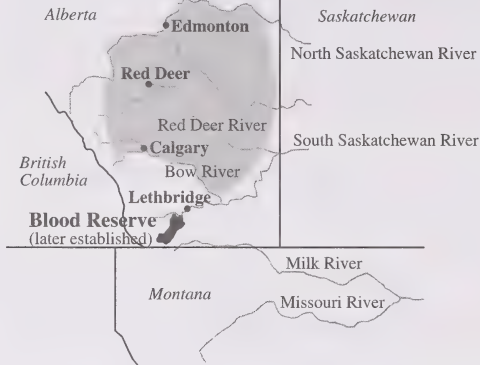 Alberta
Saskatchewan
Edmonton
North Saskatchewan River
Red Deer
Red Deer River
South Saskatchewan River
Calgary
British
Columbia
Bow River
Lethbridge
Blood Reserve
(later established)
Milk River
Montana
Missouri River